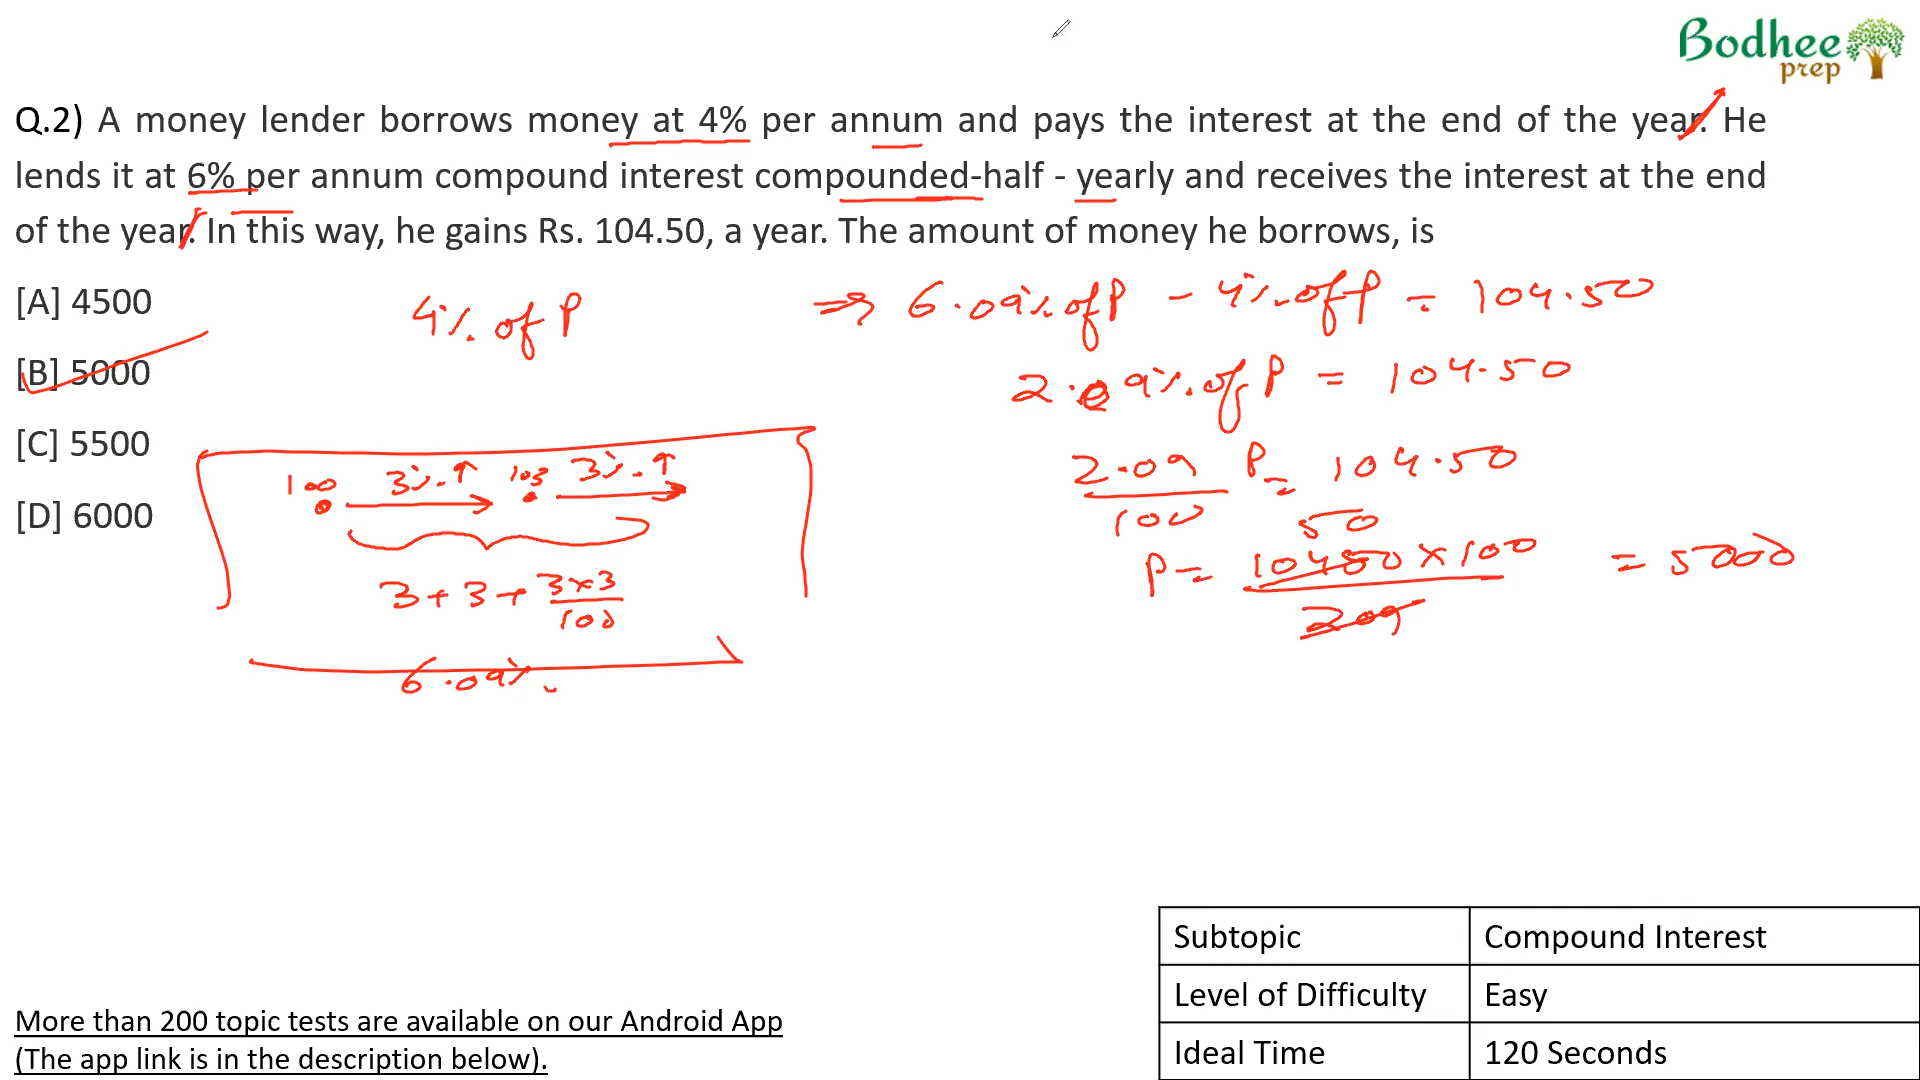 Bodhee
prep
Q.2) A money lender borrows money at 4% per annum and pays the interest at the end of the year. He
lends it at 6% per annum compound interest compounded-half - yearly and receives the interest at the end
of the year. In this way, he gains Rs. 104.50, a year. The amount of money he borrows, is
[A] 4500
[B] 5000
[C] 5500
[D] 6000
4% of P
⇒ 6.09% of P - 4% of P = 104.50
2.09% of P = 104.50
2.09/100 P = 104.50
50
P = 10450 × 100 / 209 = 5000
100 3%↑ 103 3%↑
3 + 3 + 3×3/100
6.09%
Subtopic Compound Interest
Level of Difficulty Easy
Ideal Time 120 Seconds
More than 200 topic tests are available on our Android App
(The app link is in the description below).